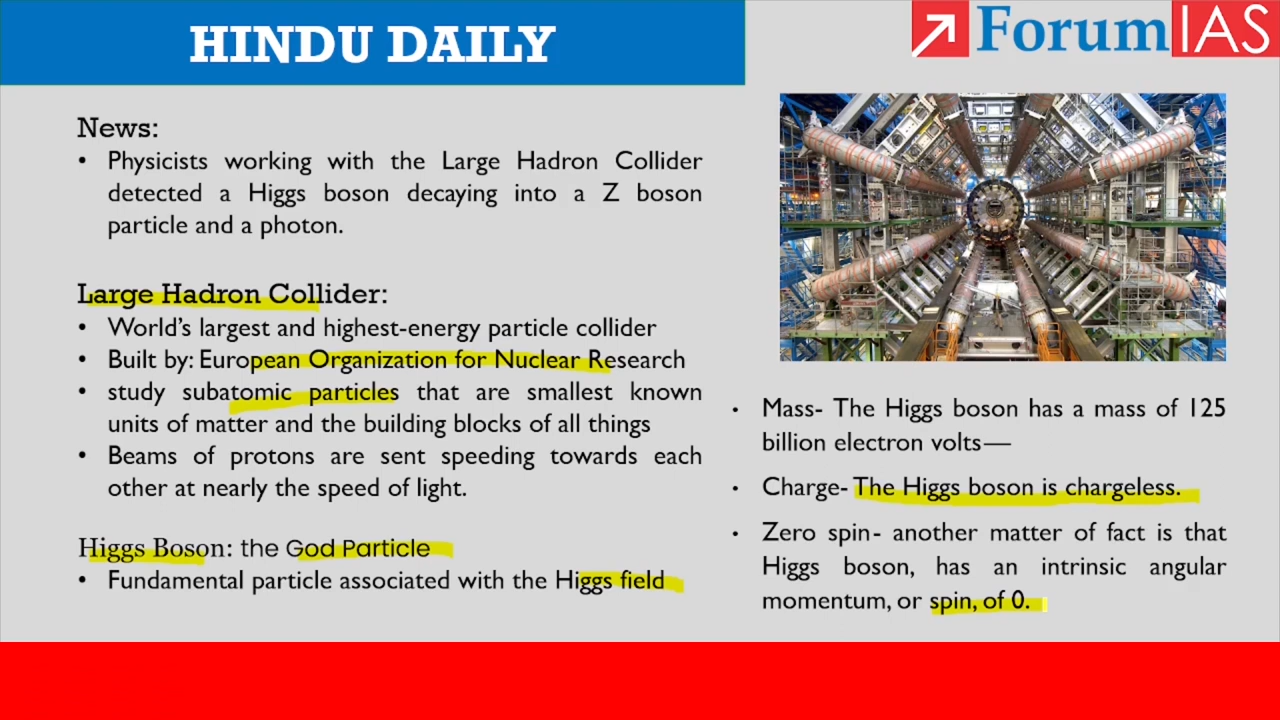 HINDU DAILY
ForumIAS
News:
• Physicists working with the Large Hadron Collider
detected a Higgs boson decaying into a Z boson
particle and a photon.
Large Hadron Collider:
• World's largest and highest-energy particle collider
• Built by: European Organization for Nuclear Research
• study subatomic particles that are smallest known
units of matter and the building blocks of all things
• Beams of protons are sent speeding towards each
other at nearly the speed of light.
Higgs Boson: the God Particle
• Fundamental particle associated with the Higgs field
• Mass- The Higgs boson has a mass of 125
billion electron volts—
• Charge- The Higgs boson is chargeless.
• Zero spin- another matter of fact is that
Higgs boson, has an intrinsic angular
momentum, or spin, of 0.